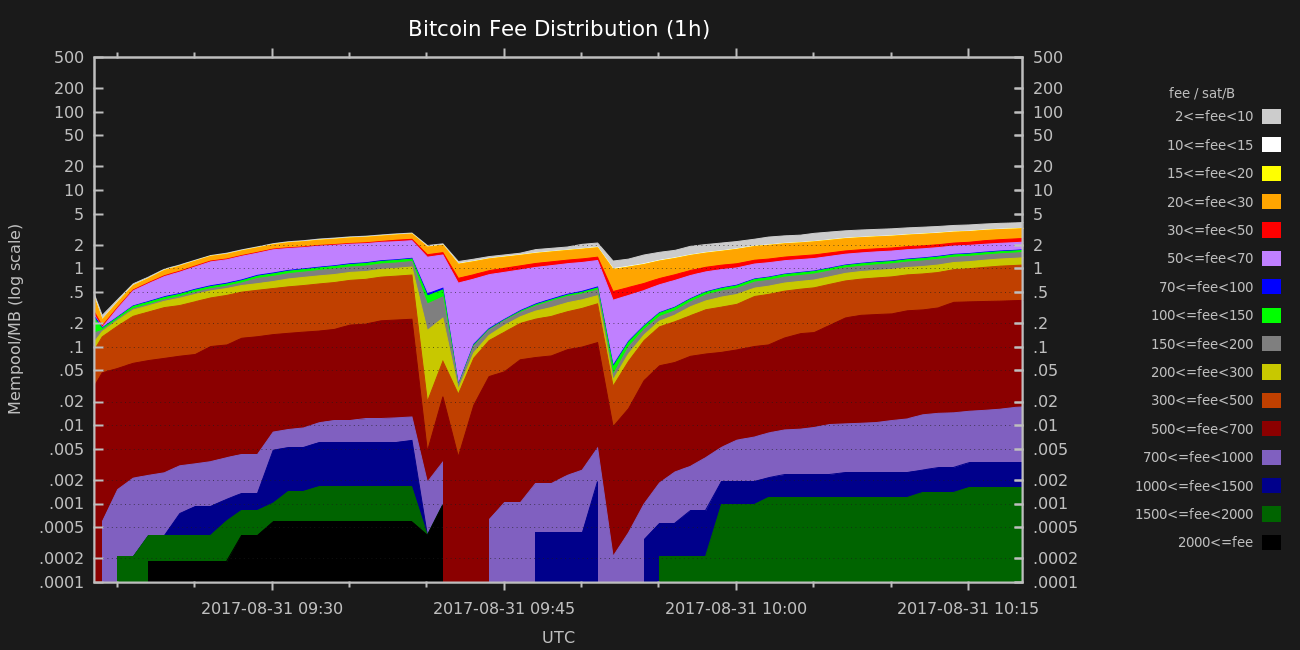 Bitcoin Fee Distribution (1h)
500 500
200 200
100 100
50 50
20 20
10 10
5 5
2 2
1 1
.5 .5
.2 .2
.1 .1
.05 .05
.02 .02
.01 .01
.005 .005
.002 .002
.001 .001
.0005 .0005
.0002 .0002
.0001 .0001
Mempool/MB (log scale)
2017-08-31 09:30 2017-08-31 09:45 2017-08-31 10:00 2017-08-31 10:15
UTC
fee / sat/B
2<=fee<10
10<=fee<15
15<=fee<20
20<=fee<30
30<=fee<50
50<=fee<70
70<=fee<100
100<=fee<150
150<=fee<200
200<=fee<300
300<=fee<500
500<=fee<700
700<=fee<1000
1000<=fee<1500
1500<=fee<2000
2000<=fee